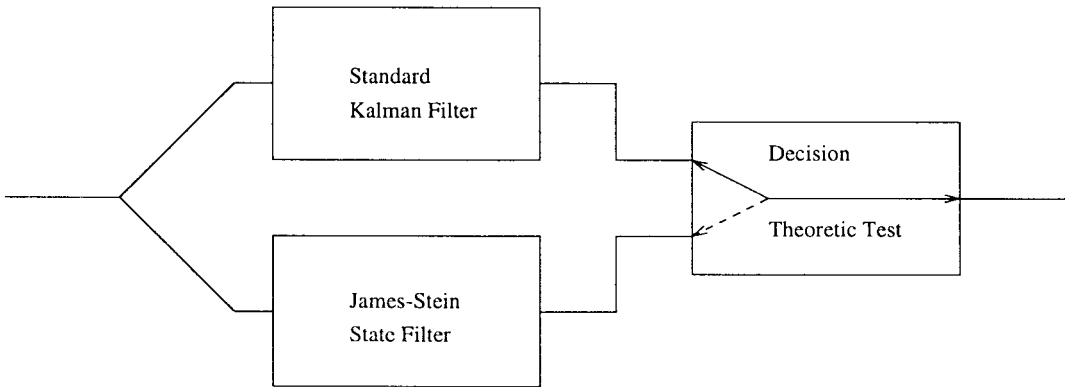 Standard
Kalman Filter
Decision
Theoretic Test
James-Stein
State Filter